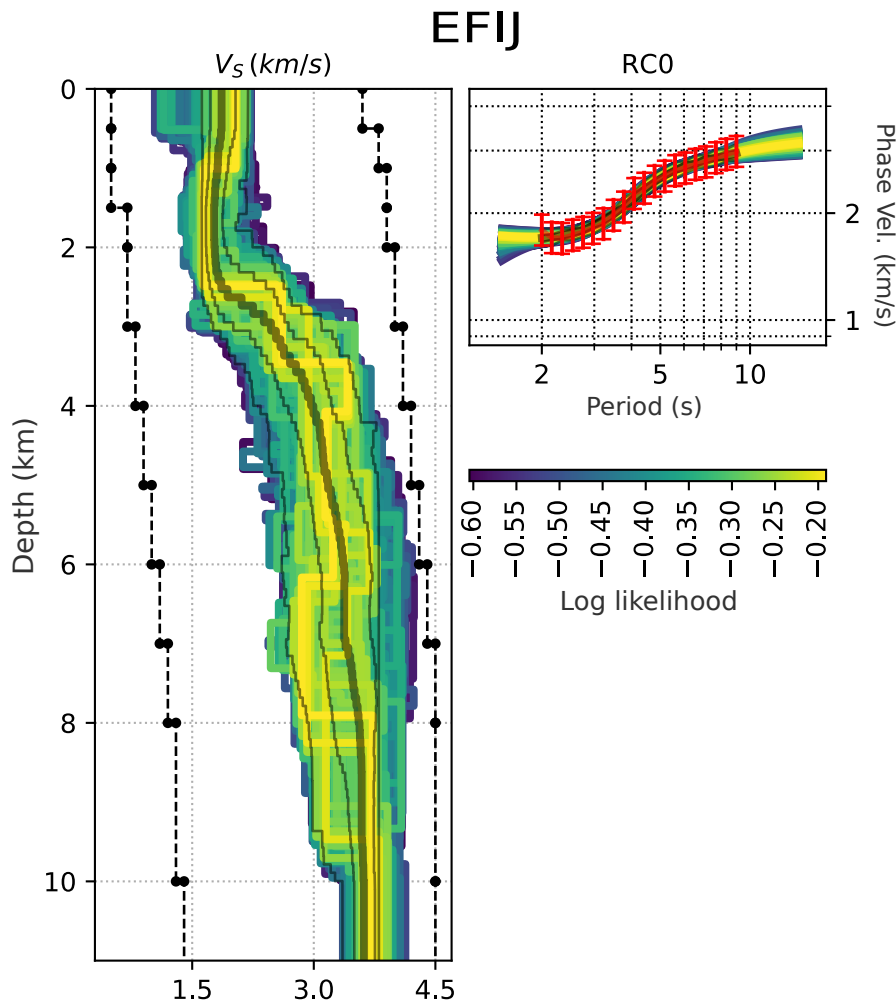 EFIJ
V_S (km/s)
RC0
0
2
4
6
8
10
Depth (km)
1.5 3.0 4.5
2
1
Phase Vel. (km/s)
2 5 10
Period (s)
−0.60 −0.55 −0.50 −0.45 −0.40 −0.35 −0.30 −0.25 −0.20
Log likelihood